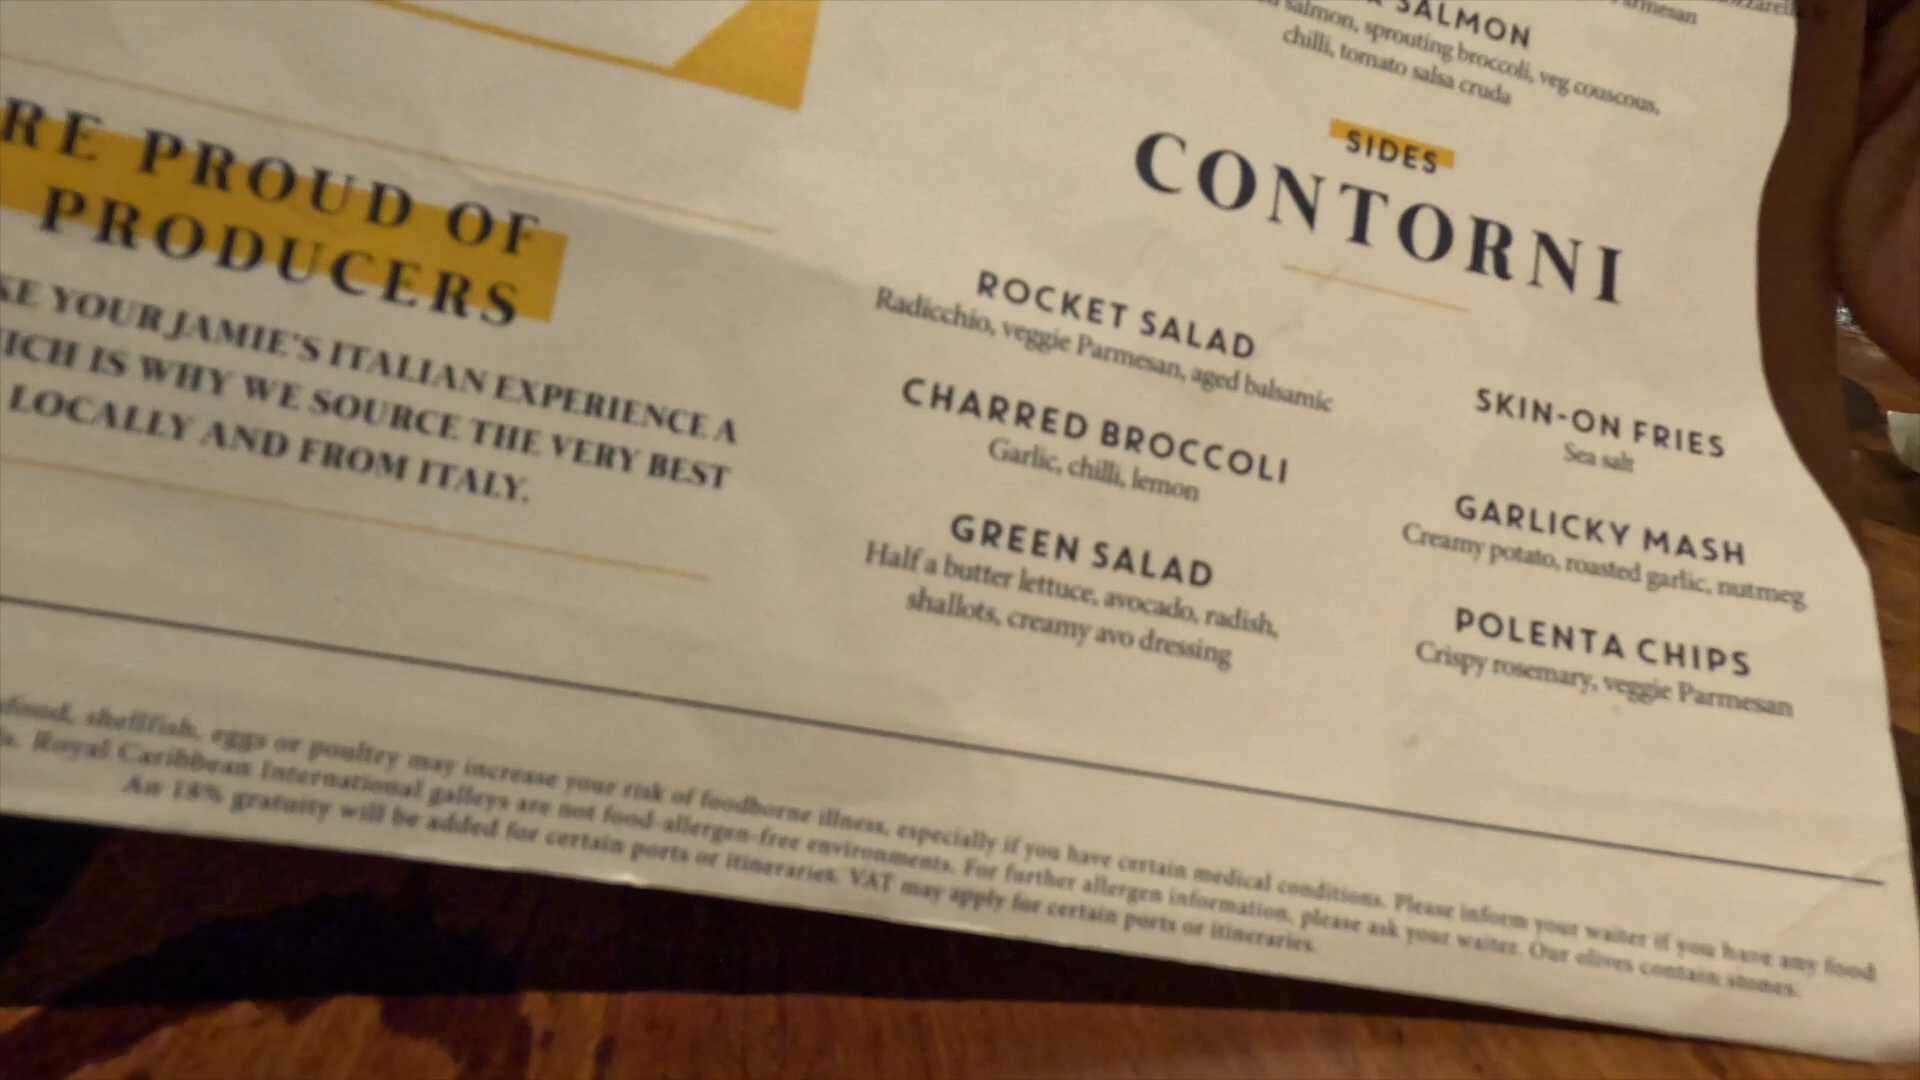 RE PROUD OF
PRODUCERS
KE YOUR JAMIE'S ITALIAN EXPERIENCE A
ICH IS WHY WE SOURCE THE VERY BEST
LOCALLY AND FROM ITALY.
SALMON
salmon, sprouting broccoli, veg couscous,
chilli, tomato salsa cruda
SIDES
CONTORNI
ROCKET SALAD
Radicchio, veggie Parmesan, aged balsamic
CHARRED BROCCOLI
Garlic, chilli, lemon
GREEN SALAD
Half a butter lettuce, avocado, radish,
shallots, creamy avo dressing
SKIN-ON FRIES
Sea salt
GARLICKY MASH
Creamy potato, roasted garlic, nutmeg
POLENTA CHIPS
Crispy rosemary, veggie Parmesan
shellfish, eggs or poultry may increase your risk of foodborne illness, especially if you have certain medical conditions. Please inform your waiter if you have any food
Royal Caribbean International galleys are not food-allergen-free environments. For further allergen information, please ask your waiter. Our olives contain stones.
An 18% gratuity will be added for certain ports or itineraries. VAT may apply for certain ports or itineraries.